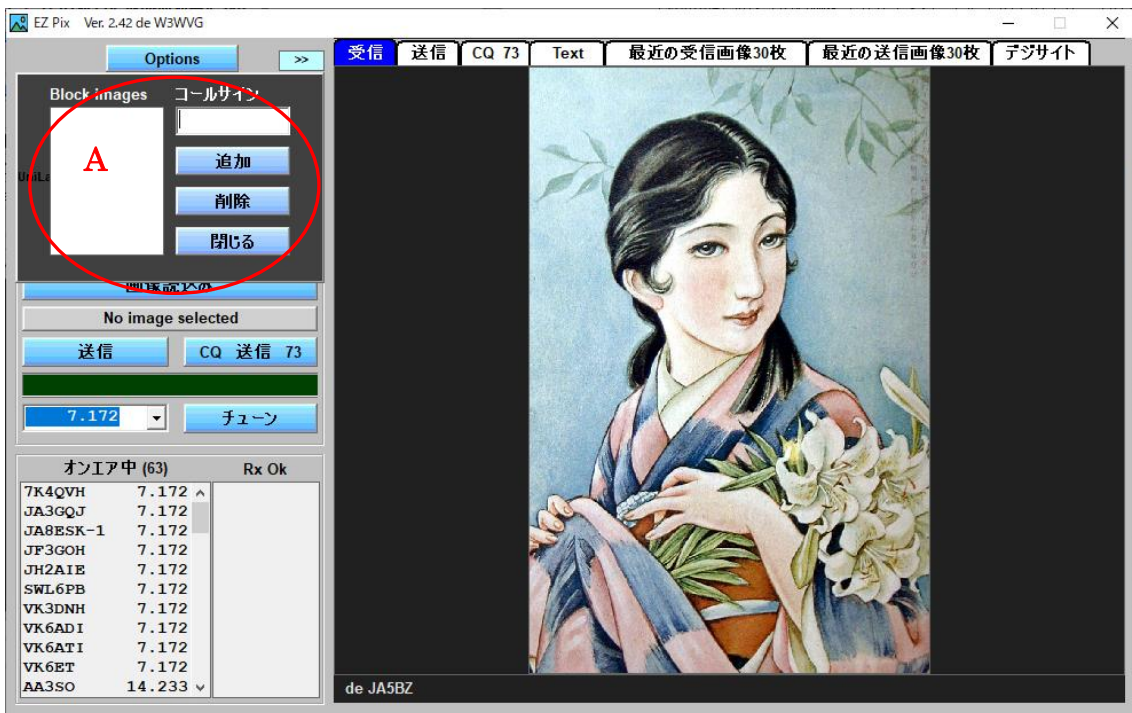 EZ Pix Ver. 2.42 de W3WVG
Options
>>
受信
送信
CQ 73
Text
最近の受信画像30枚
最近の送信画像30枚
デジサイト
Block images
コールサイン
A
追加
削除
閉じる
画像読込み
No image selected
送信
CQ 送信 73
7.172
チューン
オンエア中 (63)
Rx Ok
7K4QVH 7.172
JA3GQJ 7.172
JA8ESK-1 7.172
JF3GOH 7.172
JH2AIE 7.172
SWL6PB 7.172
VK3DNH 7.172
VK6ADI 7.172
VK6ATI 7.172
VK6ET 7.172
AA3SO 14.233
de JA5BZ